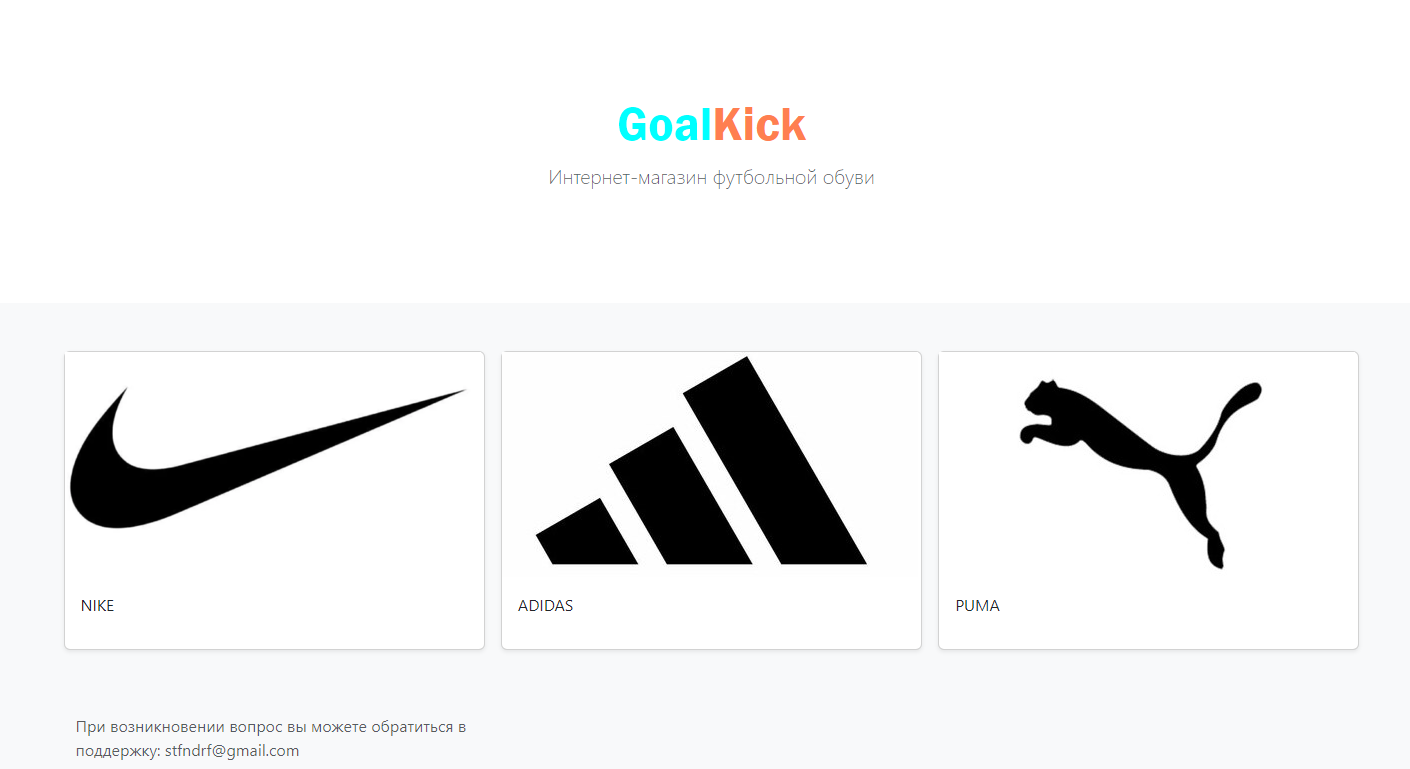 GoalKick
Интернет-магазин футбольной обуви
NIKE
ADIDAS
PUMA
При возникновении вопрос вы можете обратиться в
поддержку: stfndrf@gmail.com